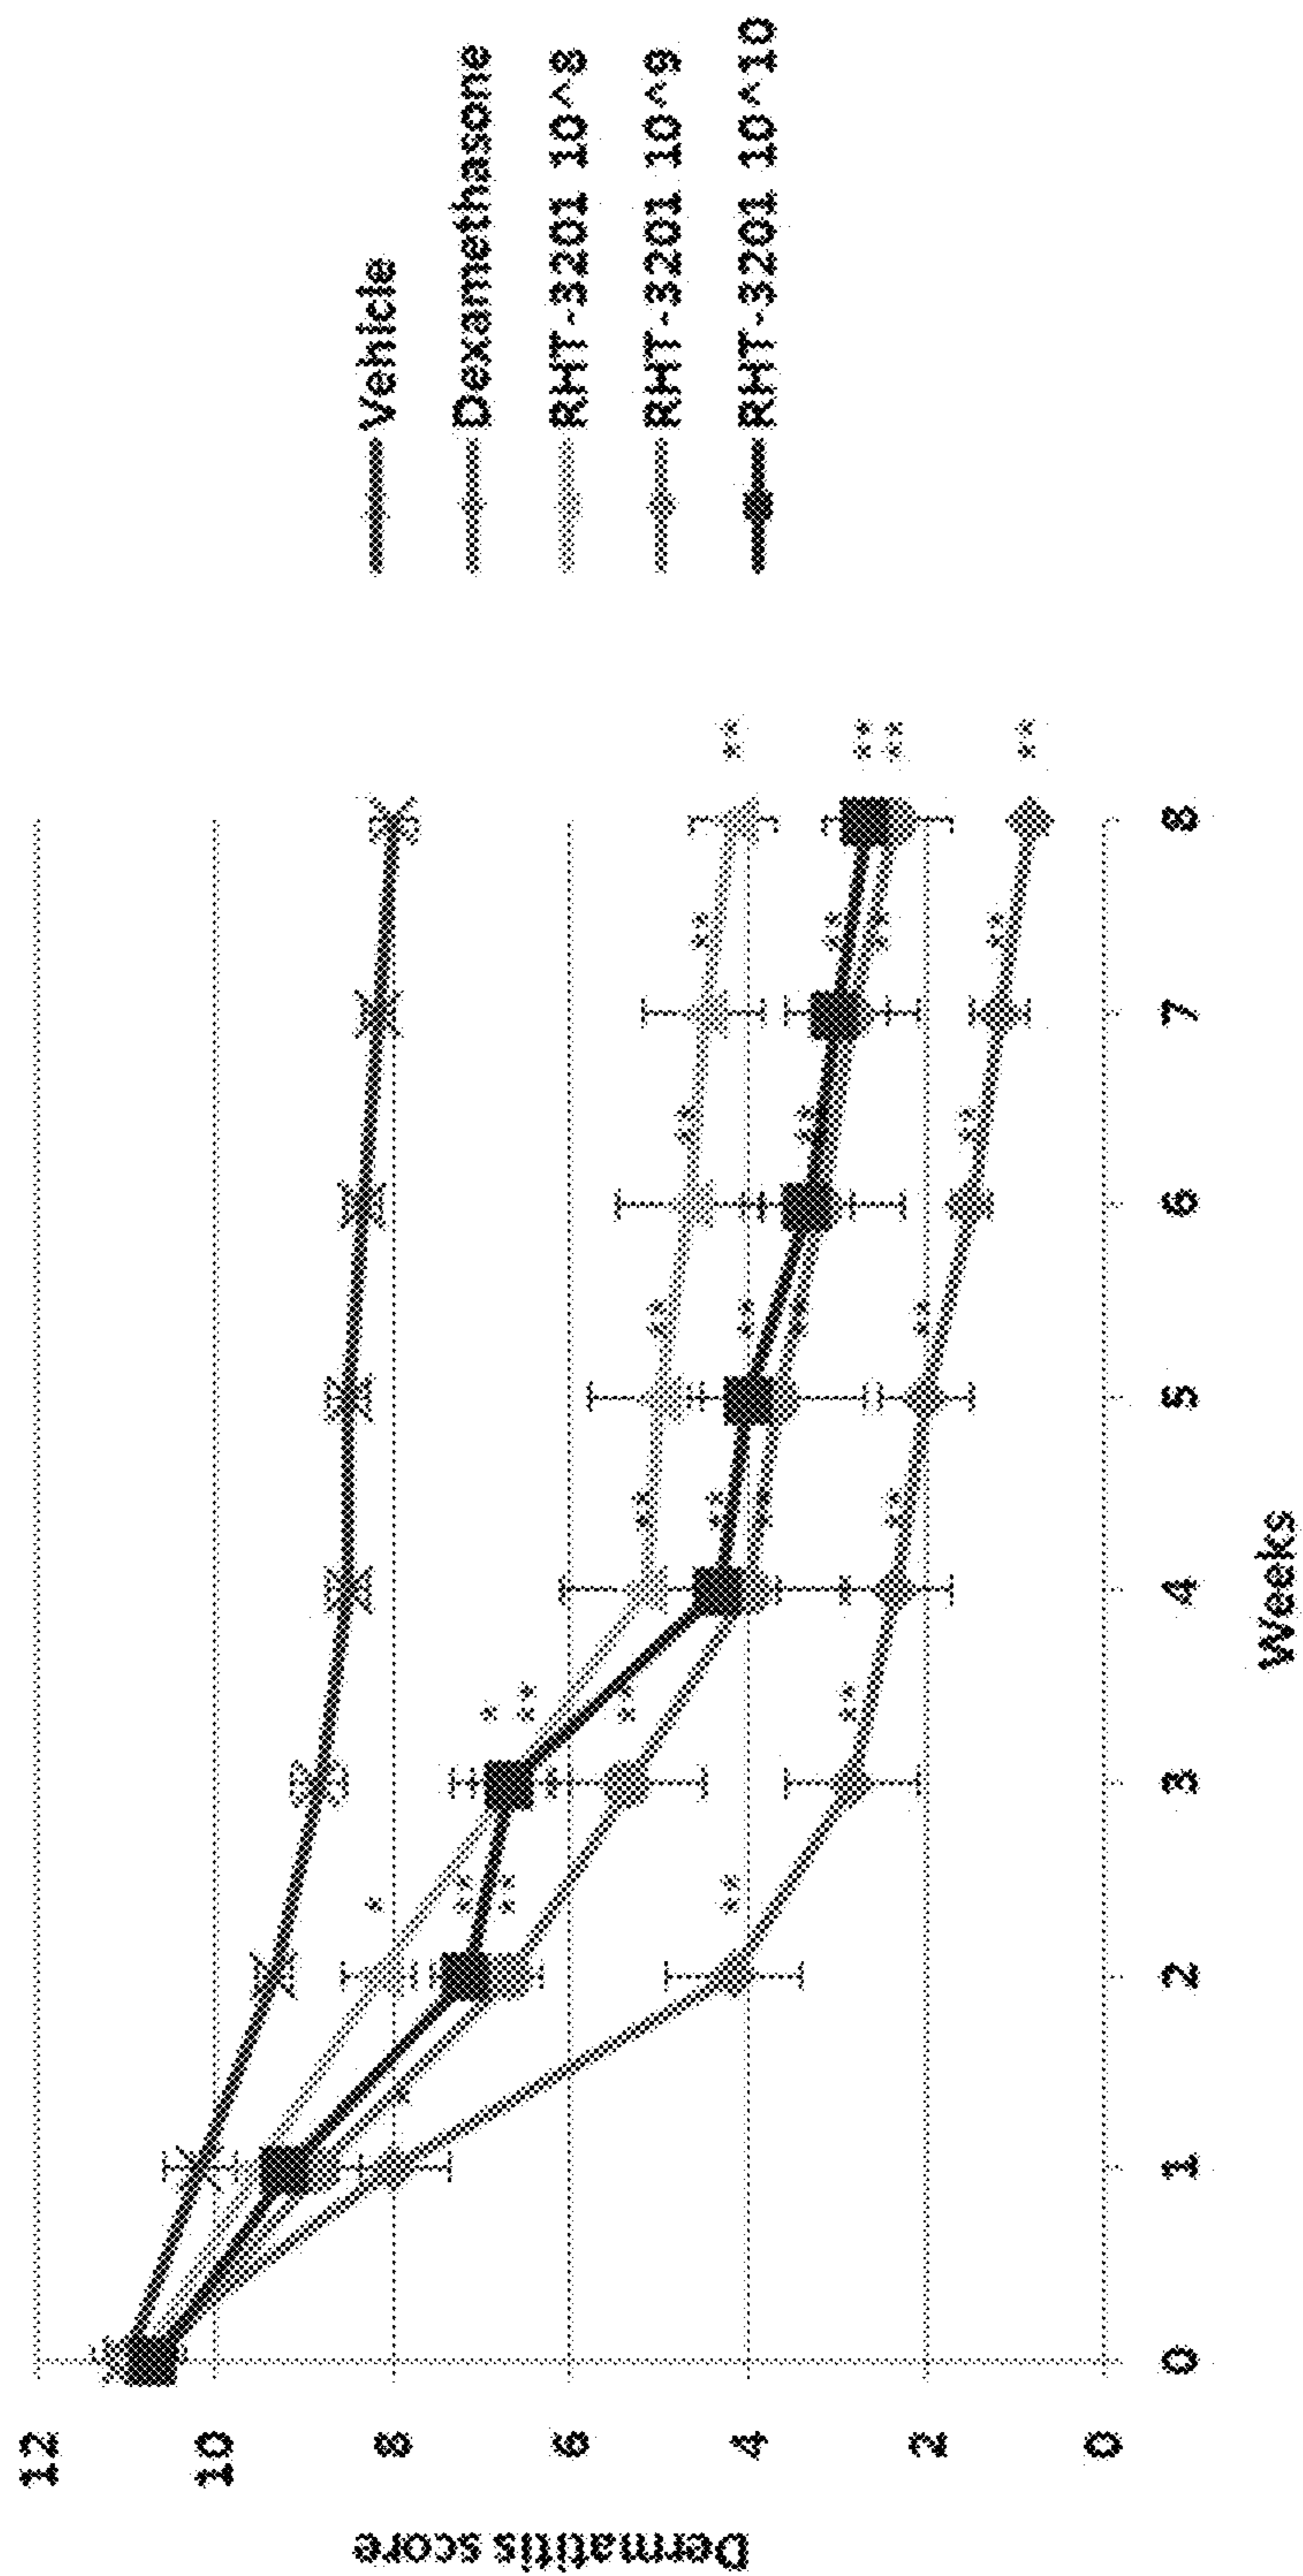 Dermatitis score
12
10
8
6
4
2
0
0 1 2 3 4 5 6 7 8
Weeks
Vehicle
Dexamethasone
RHT-3201 10^8
RHT-3201 10^9
RHT-3201 10^10
* ** **
**
* ** **
**
** ** **
**
** ** **
**
** **
**
** ** **
**
** ** **
**